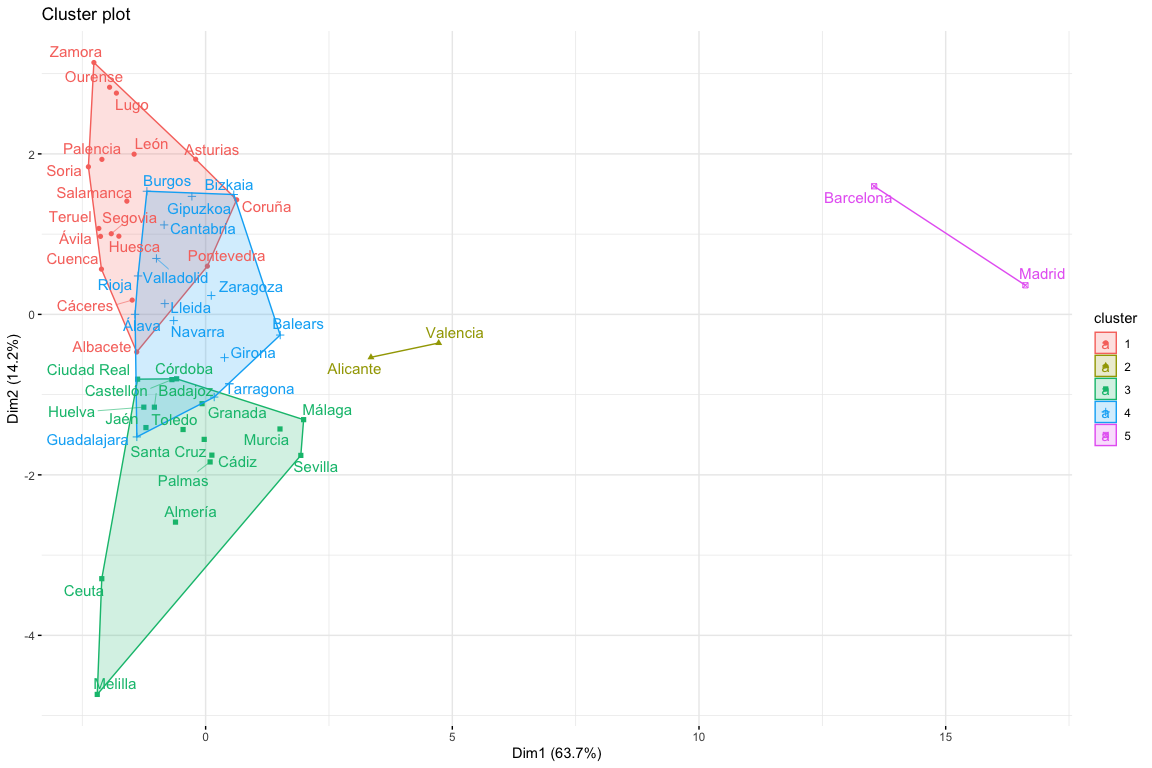 Cluster plot
Zamora
Ourense
Lugo
León
Palencia
Asturias
Soria
Burgos
Bizkaia
Salamanca
Gipuzkoa
Coruña
Teruel
Segovia
Cantabria
Ávila
Huesca
Cuenca
Pontevedra
Rioja
Valladolid
Zaragoza
Cáceres
Lleida
Álava
Navarra
Balears
Albacete
Girona
Ciudad Real
Córdoba
Castellón
Badajoz
Tarragona
Huelva
Jaén
Toledo
Granada
Málaga
Guadalajara
Murcia
Santa Cruz
Cádiz
Sevilla
Palmas
Almería
Ceuta
Melilla
Valencia
Alicante
Barcelona
Madrid
2
0
-2
-4
Dim2 (14.2%)
0
5
10
15
Dim1 (63.7%)
cluster
a 1
a 2
a 3
a 4
a 5